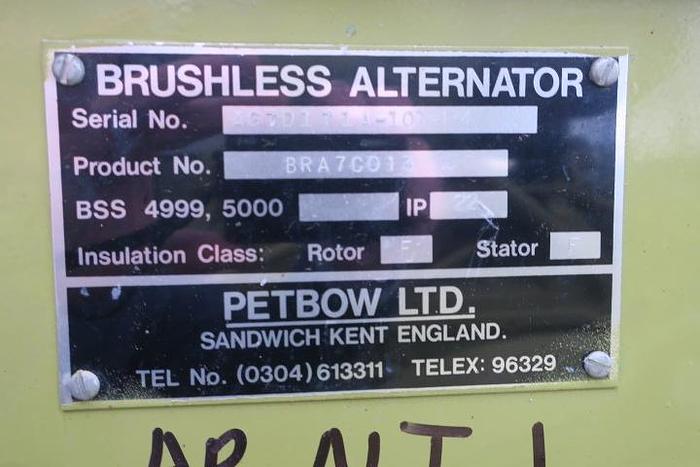 BRUSHLESS ALTERNATOR
Serial No.
Product No. BRA7C013
BSS 4999, 5000 IP 22
Insulation Class: Rotor Stator F
PETBOW LTD.
SANDWICH KENT ENGLAND.
TEL No. (0304) 613311 TELEX: 96329